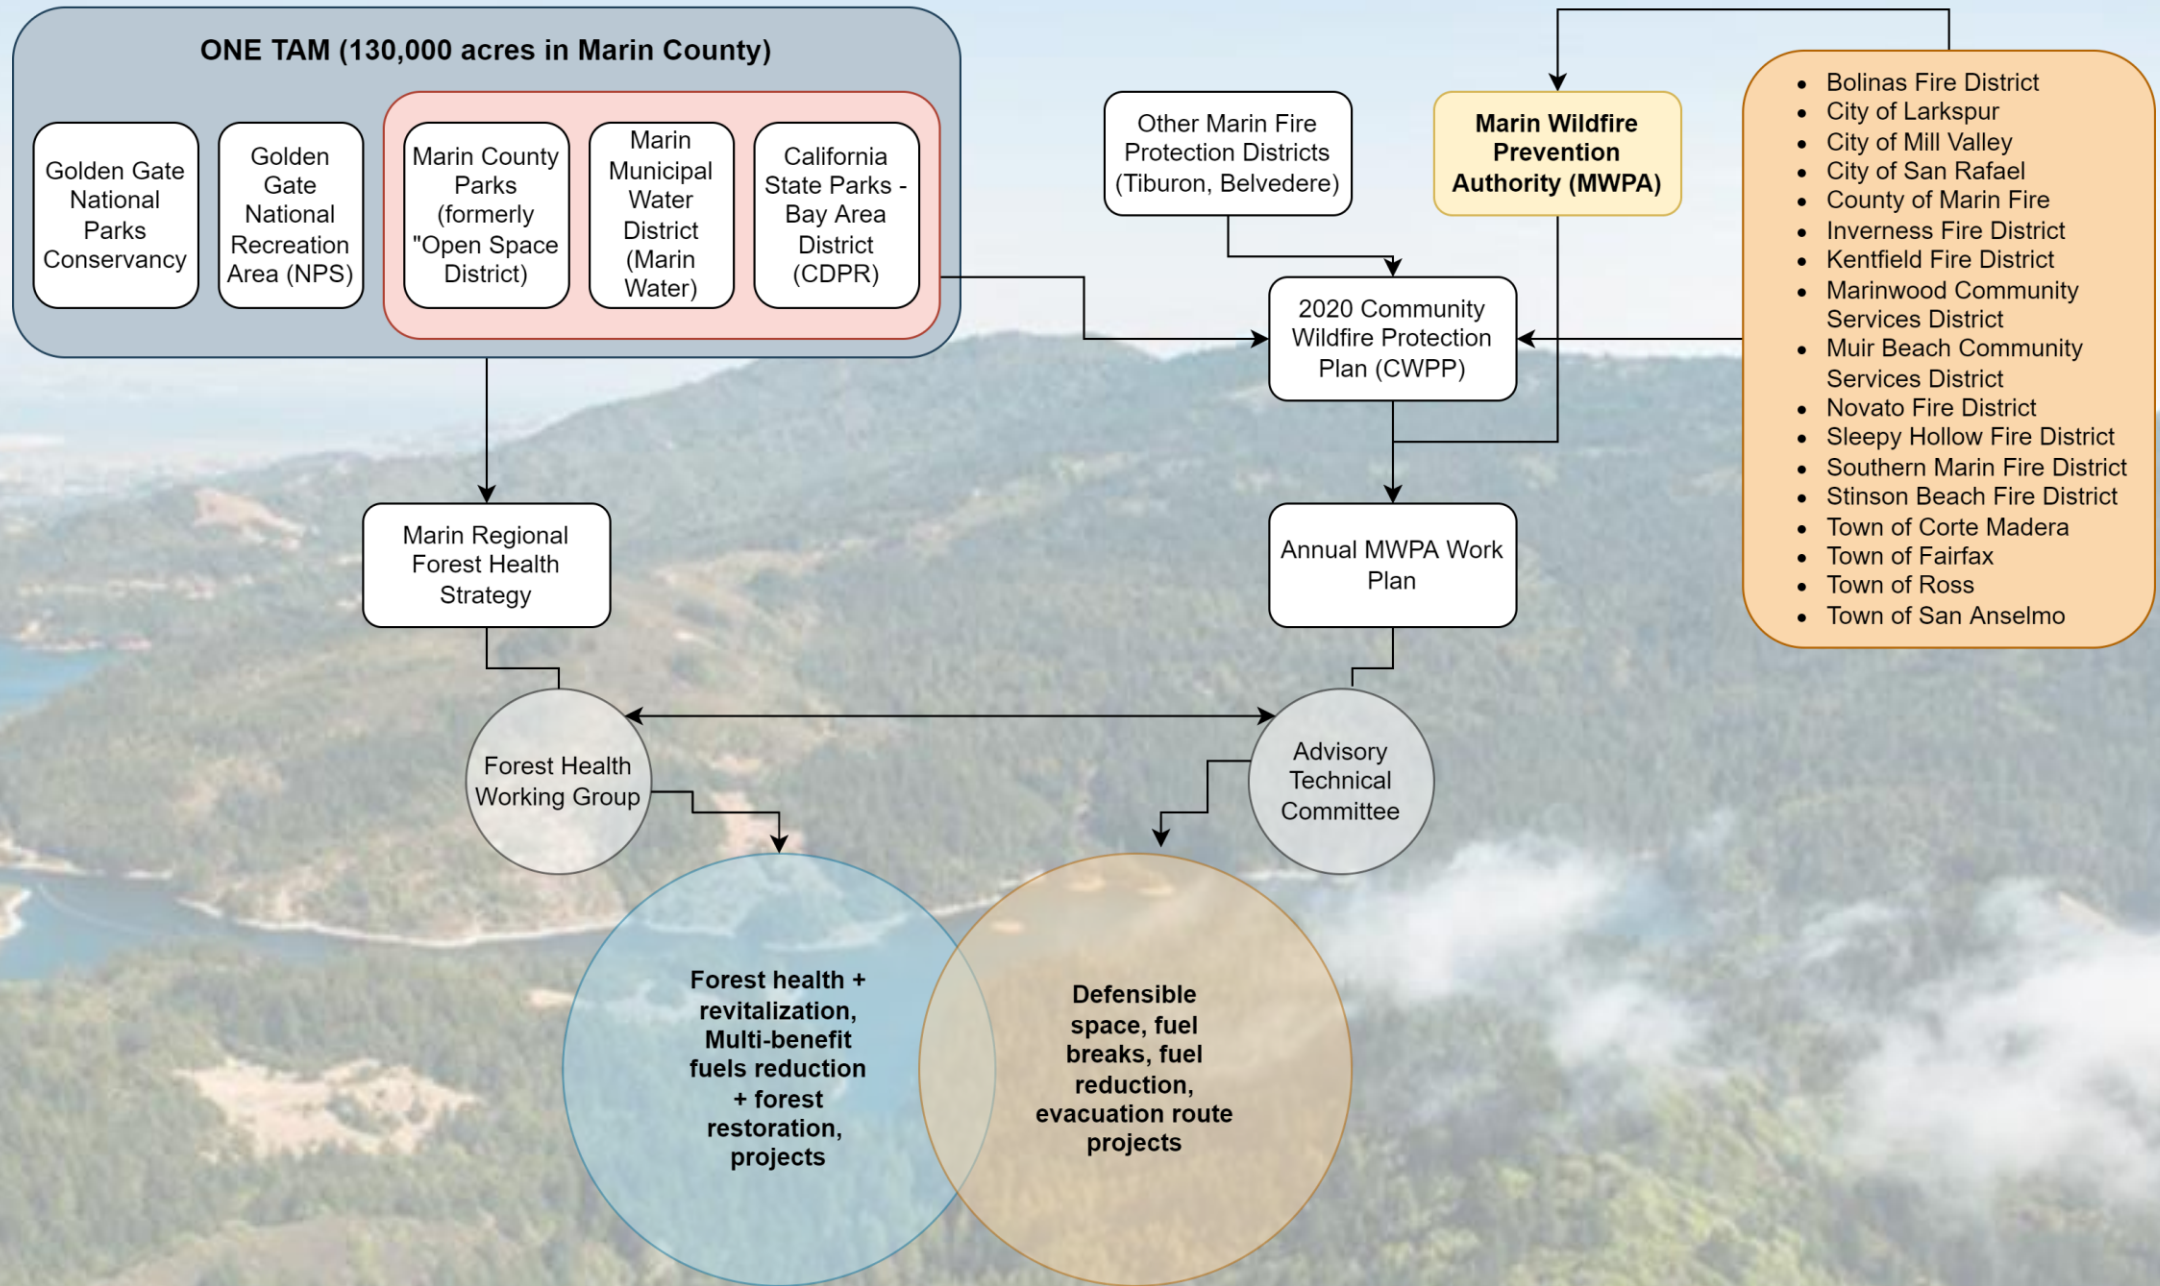 ONE TAM (130,000 acres in Marin County)
Golden Gate
National
Parks
Conservancy
Golden
Gate
National
Recreation
Area (NPS)
Marin County
Parks
(formerly
"Open Space
District)
Marin
Municipal
Water
District
(Marin
Water)
California
State Parks -
Bay Area
District
(CDPR)
Other Marin Fire
Protection Districts
(Tiburon, Belvedere)
Marin Wildfire
Prevention
Authority (MWPA)
• Bolinas Fire District
• City of Larkspur
• City of Mill Valley
• City of San Rafael
• County of Marin Fire
• Inverness Fire District
• Kentfield Fire District
• Marinwood Community
Services District
• Muir Beach Community
Services District
• Novato Fire District
• Sleepy Hollow Fire District
• Southern Marin Fire District
• Stinson Beach Fire District
• Town of Corte Madera
• Town of Fairfax
• Town of Ross
• Town of San Anselmo
2020 Community
Wildfire Protection
Plan (CWPP)
Marin Regional
Forest Health
Strategy
Annual MWPA Work
Plan
Forest Health
Working Group
Advisory
Technical
Committee
Forest health +
revitalization,
Multi-benefit
fuels reduction
+ forest
restoration,
projects
Defensible
space, fuel
breaks, fuel
reduction,
evacuation route
projects